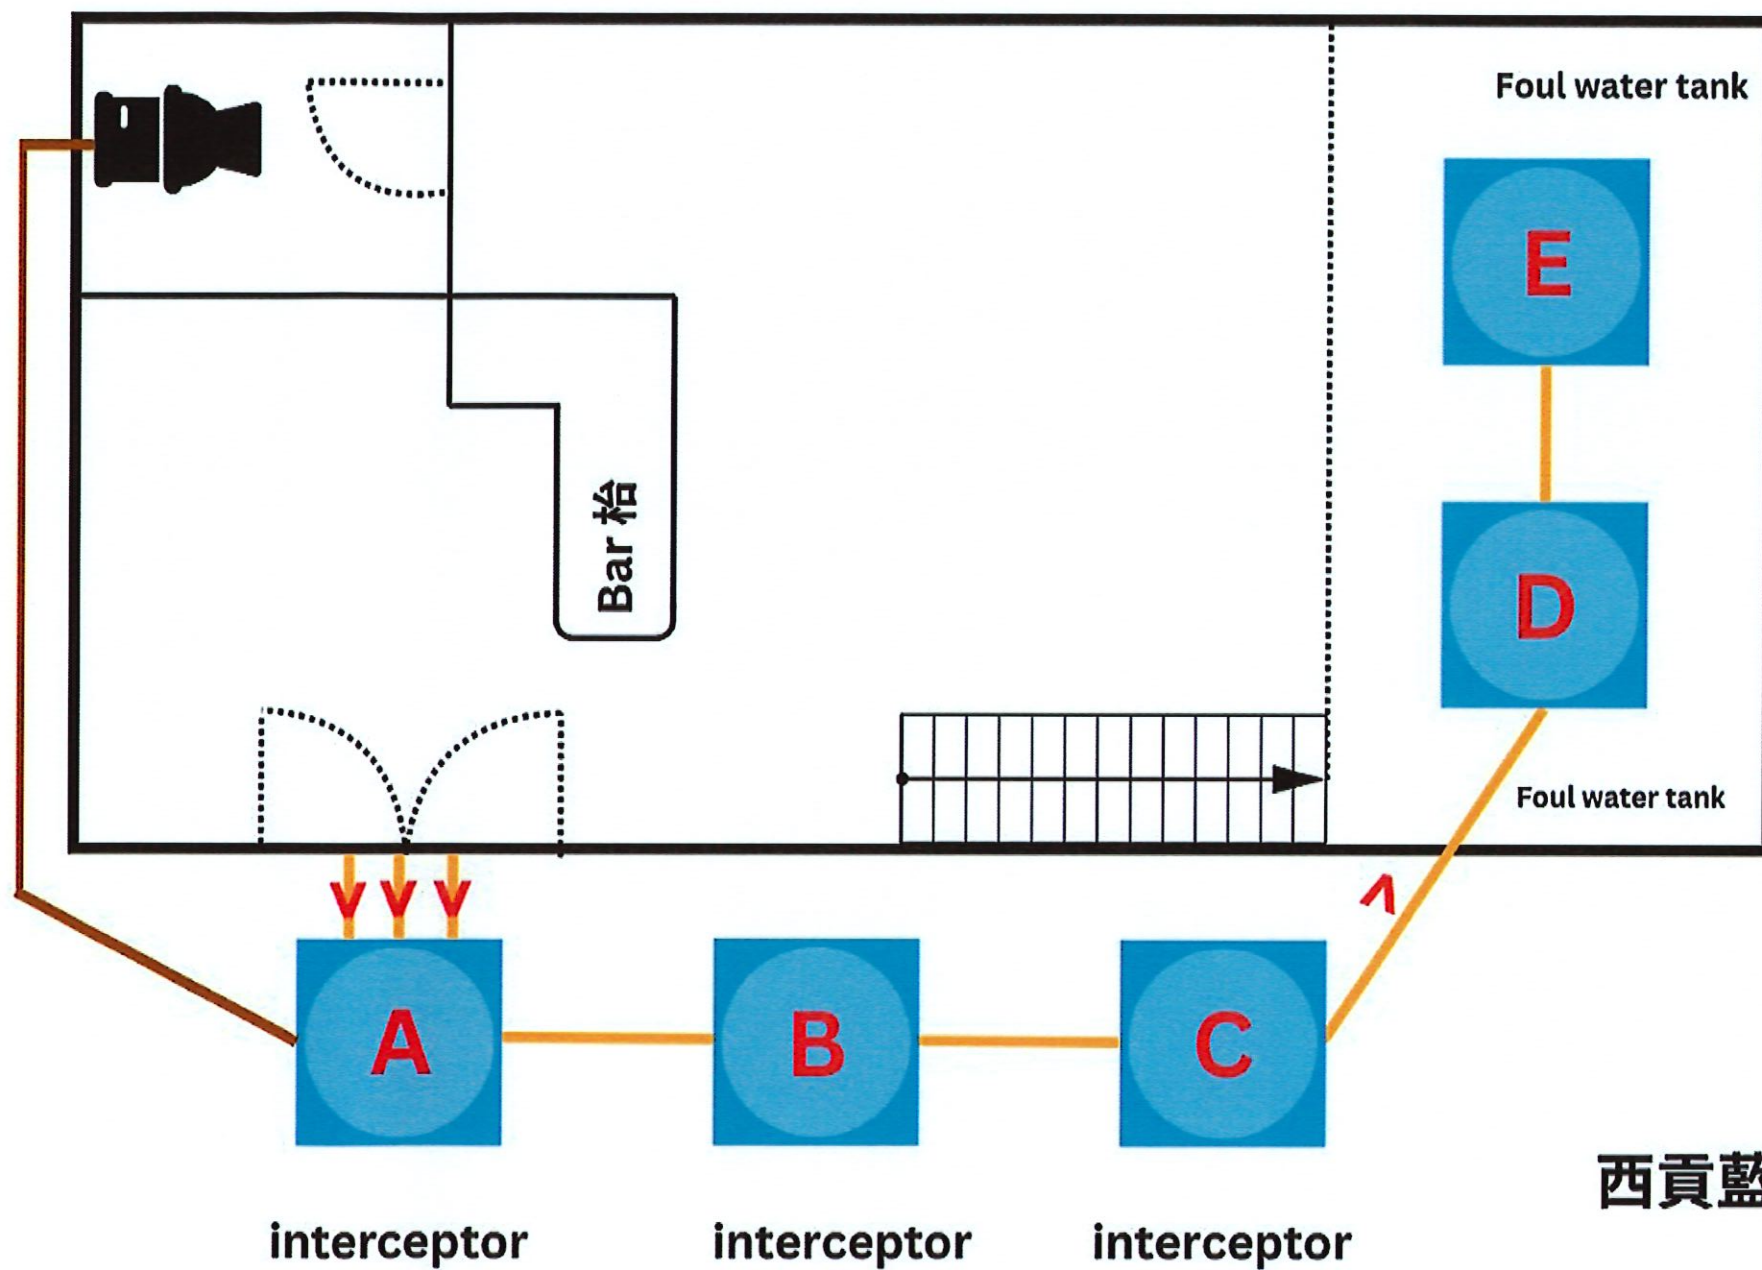 Foul water tank
E
D
Bar 枱
Foul water tank
A
B
C
西貢藍
interceptor
interceptor
interceptor